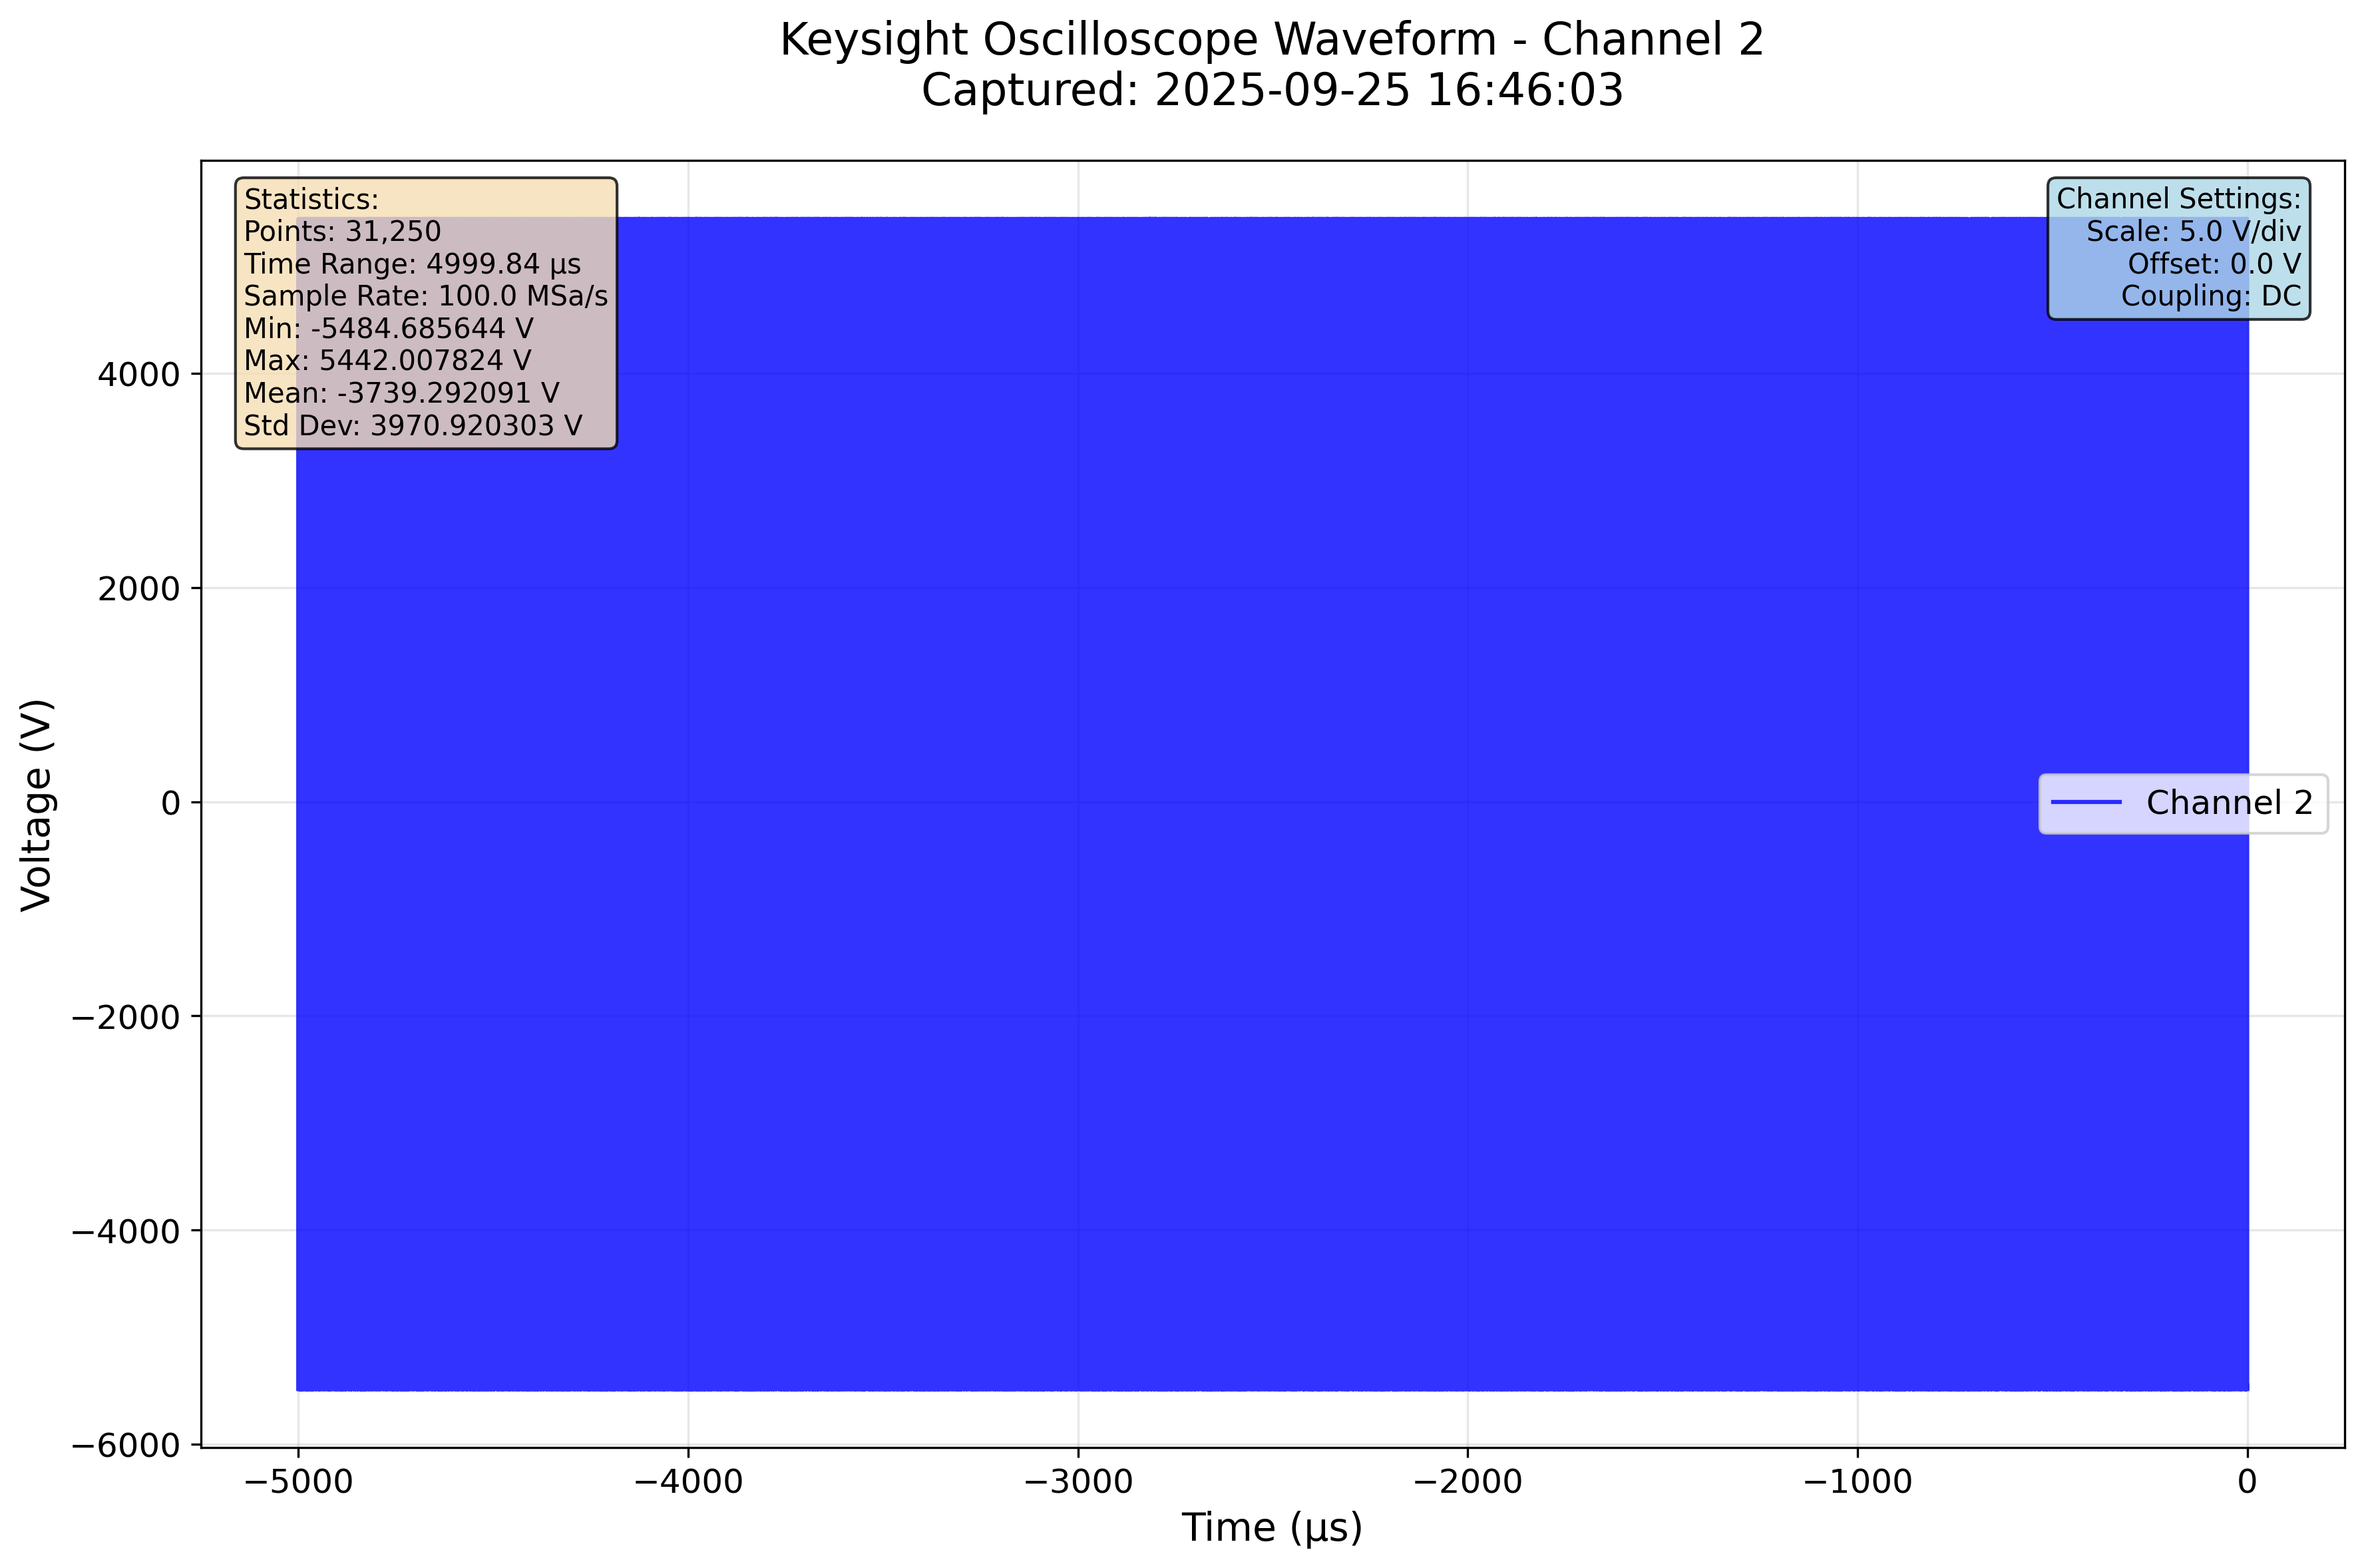 Keysight Oscilloscope Waveform - Channel 2
Captured: 2025-09-25 16:46:03
Statistics:
Points: 31,250
Time Range: 4999.84 µs
Sample Rate: 100.0 MSa/s
Min: -5484.685644 V
Max: 5442.007824 V
Mean: -3739.292091 V
Std Dev: 3970.920303 V
Channel Settings:
Scale: 5.0 V/div
Offset: 0.0 V
Coupling: DC
Voltage (V)
4000
2000
0
−2000
−4000
−6000
Channel 2
−5000 −4000 −3000 −2000 −1000 0
Time (µs)